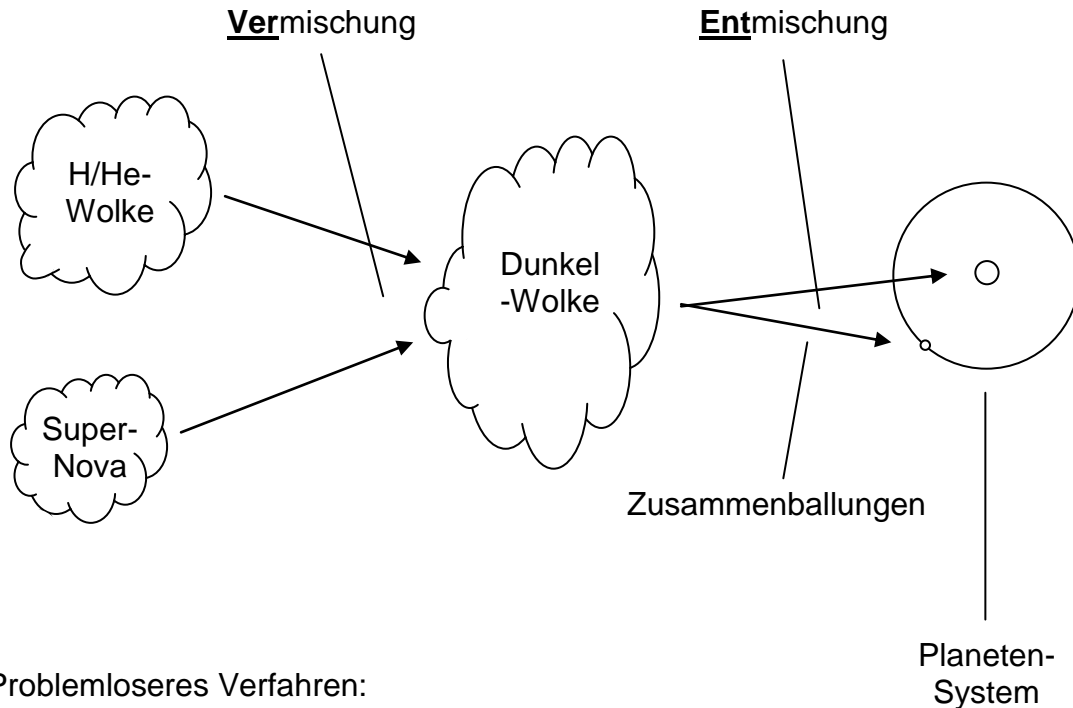 Vermischung
Entmischung
H/He-
Wolke
Dunkel
-Wolke
Super-
Nova
Zusammenballungen
Planeten-
System
Problemloseres Verfahren: